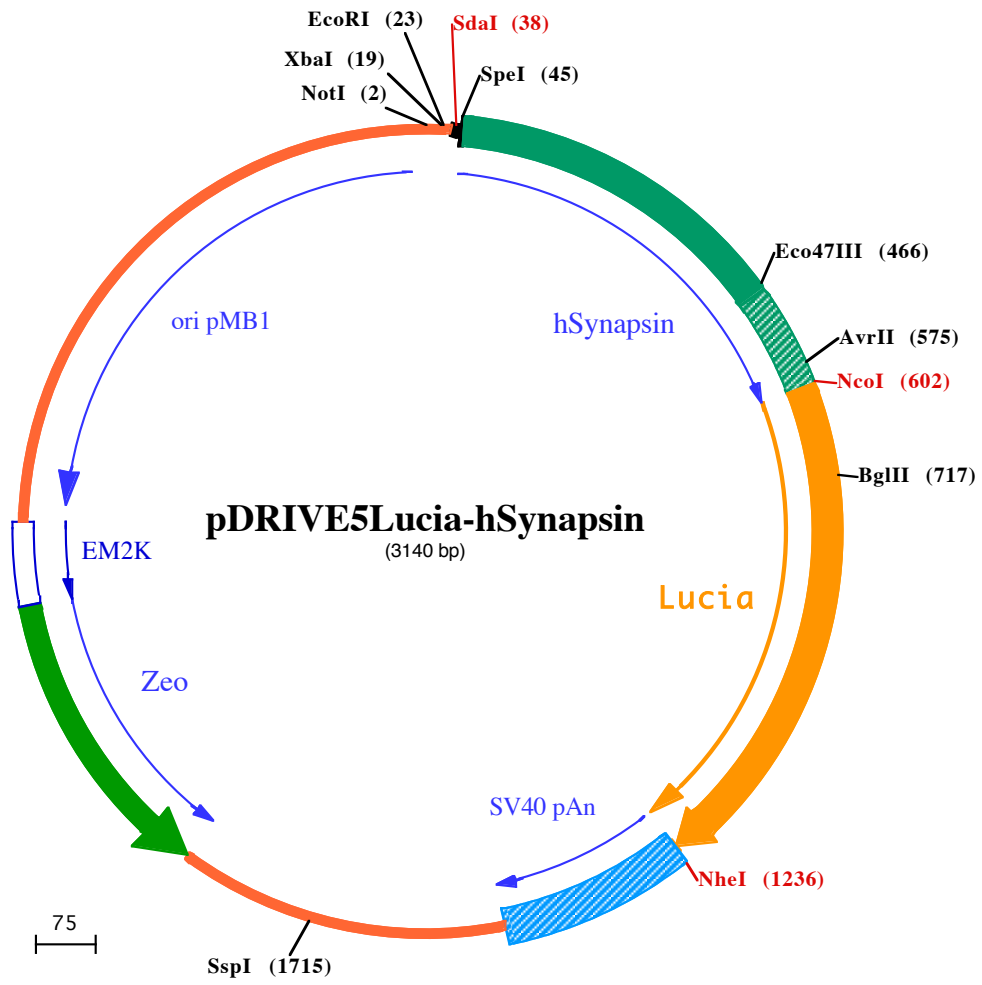 EcoRI (23)
SdaI (38)
XbaI (19)
SpeI (45)
NotI (2)
Eco47III (466)
ori pMB1
hSynapsin
AvrII (575)
NcoI (602)
BglII (717)
pDRIVE5Lucia-hSynapsin
(3140 bp)
EM2K
Lucia
Zeo
SV40 pAn
NheI (1236)
75
SspI (1715)